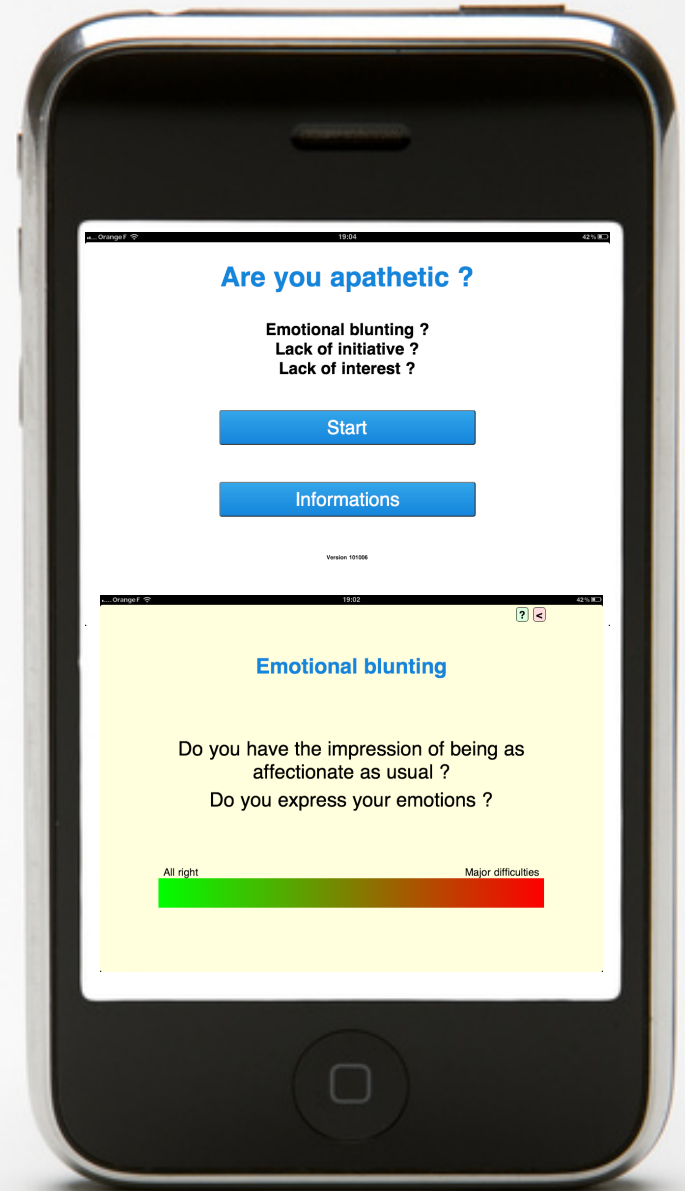 OrangeF 19:04 42%
Are you apathetic ?
Emotional blunting ?
Lack of initiative ?
Lack of interest ?
Start
Informations
Version 101006
OrangeF 19:02 42%
? <
Emotional blunting
Do you have the impression of being as
affectionate as usual ?
Do you express your emotions ?
All right Major difficulties